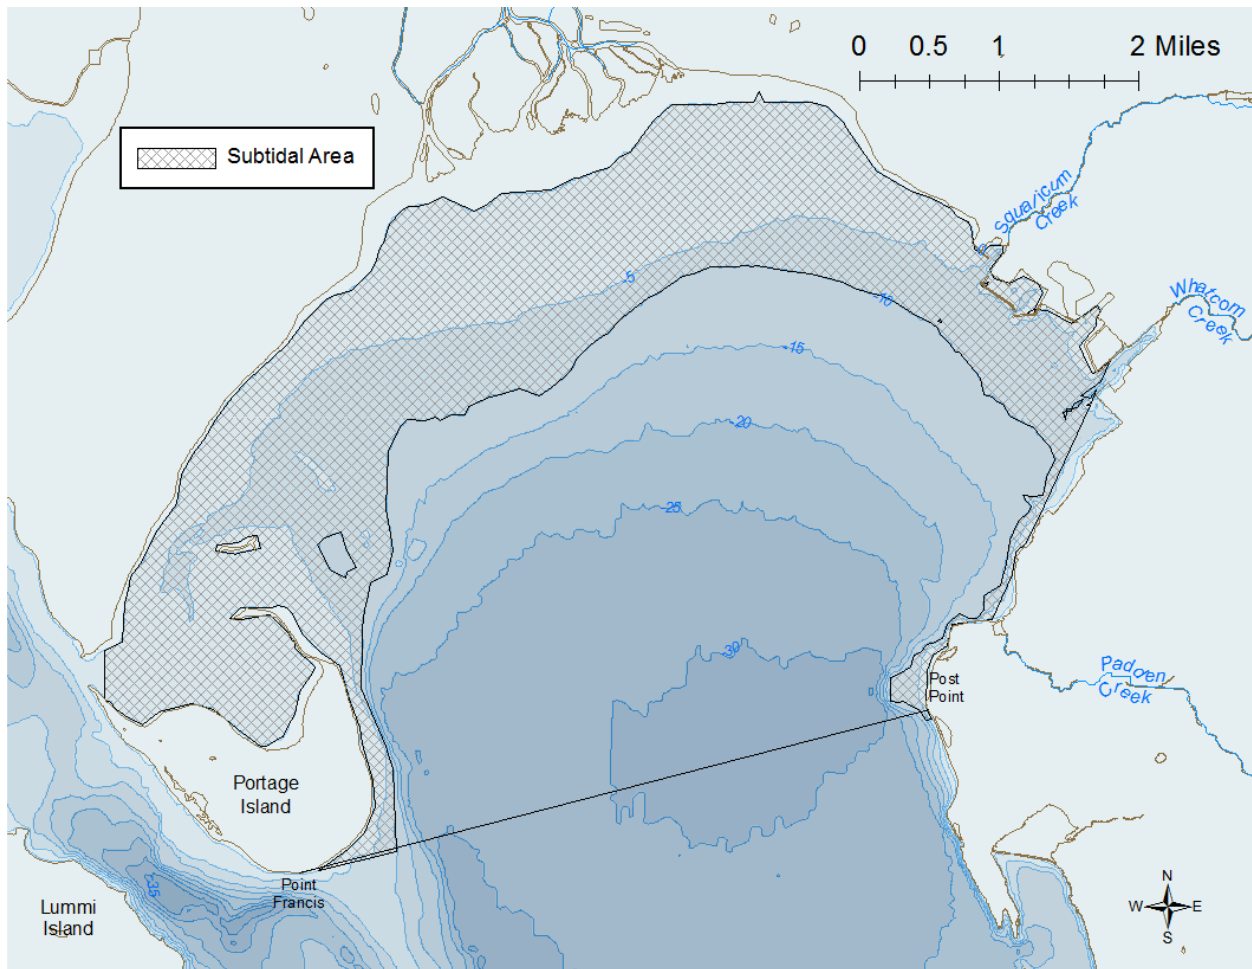 0 0.5 1 2 Miles
Subtidal Area
Squalicum
Creek
Whatcom
Creek
-5
-10
-15
-20
-25
-30
Post
Point
Padden
Creek
Portage
Island
Point
Francis
-35
Lummi
Island
N
W E
S